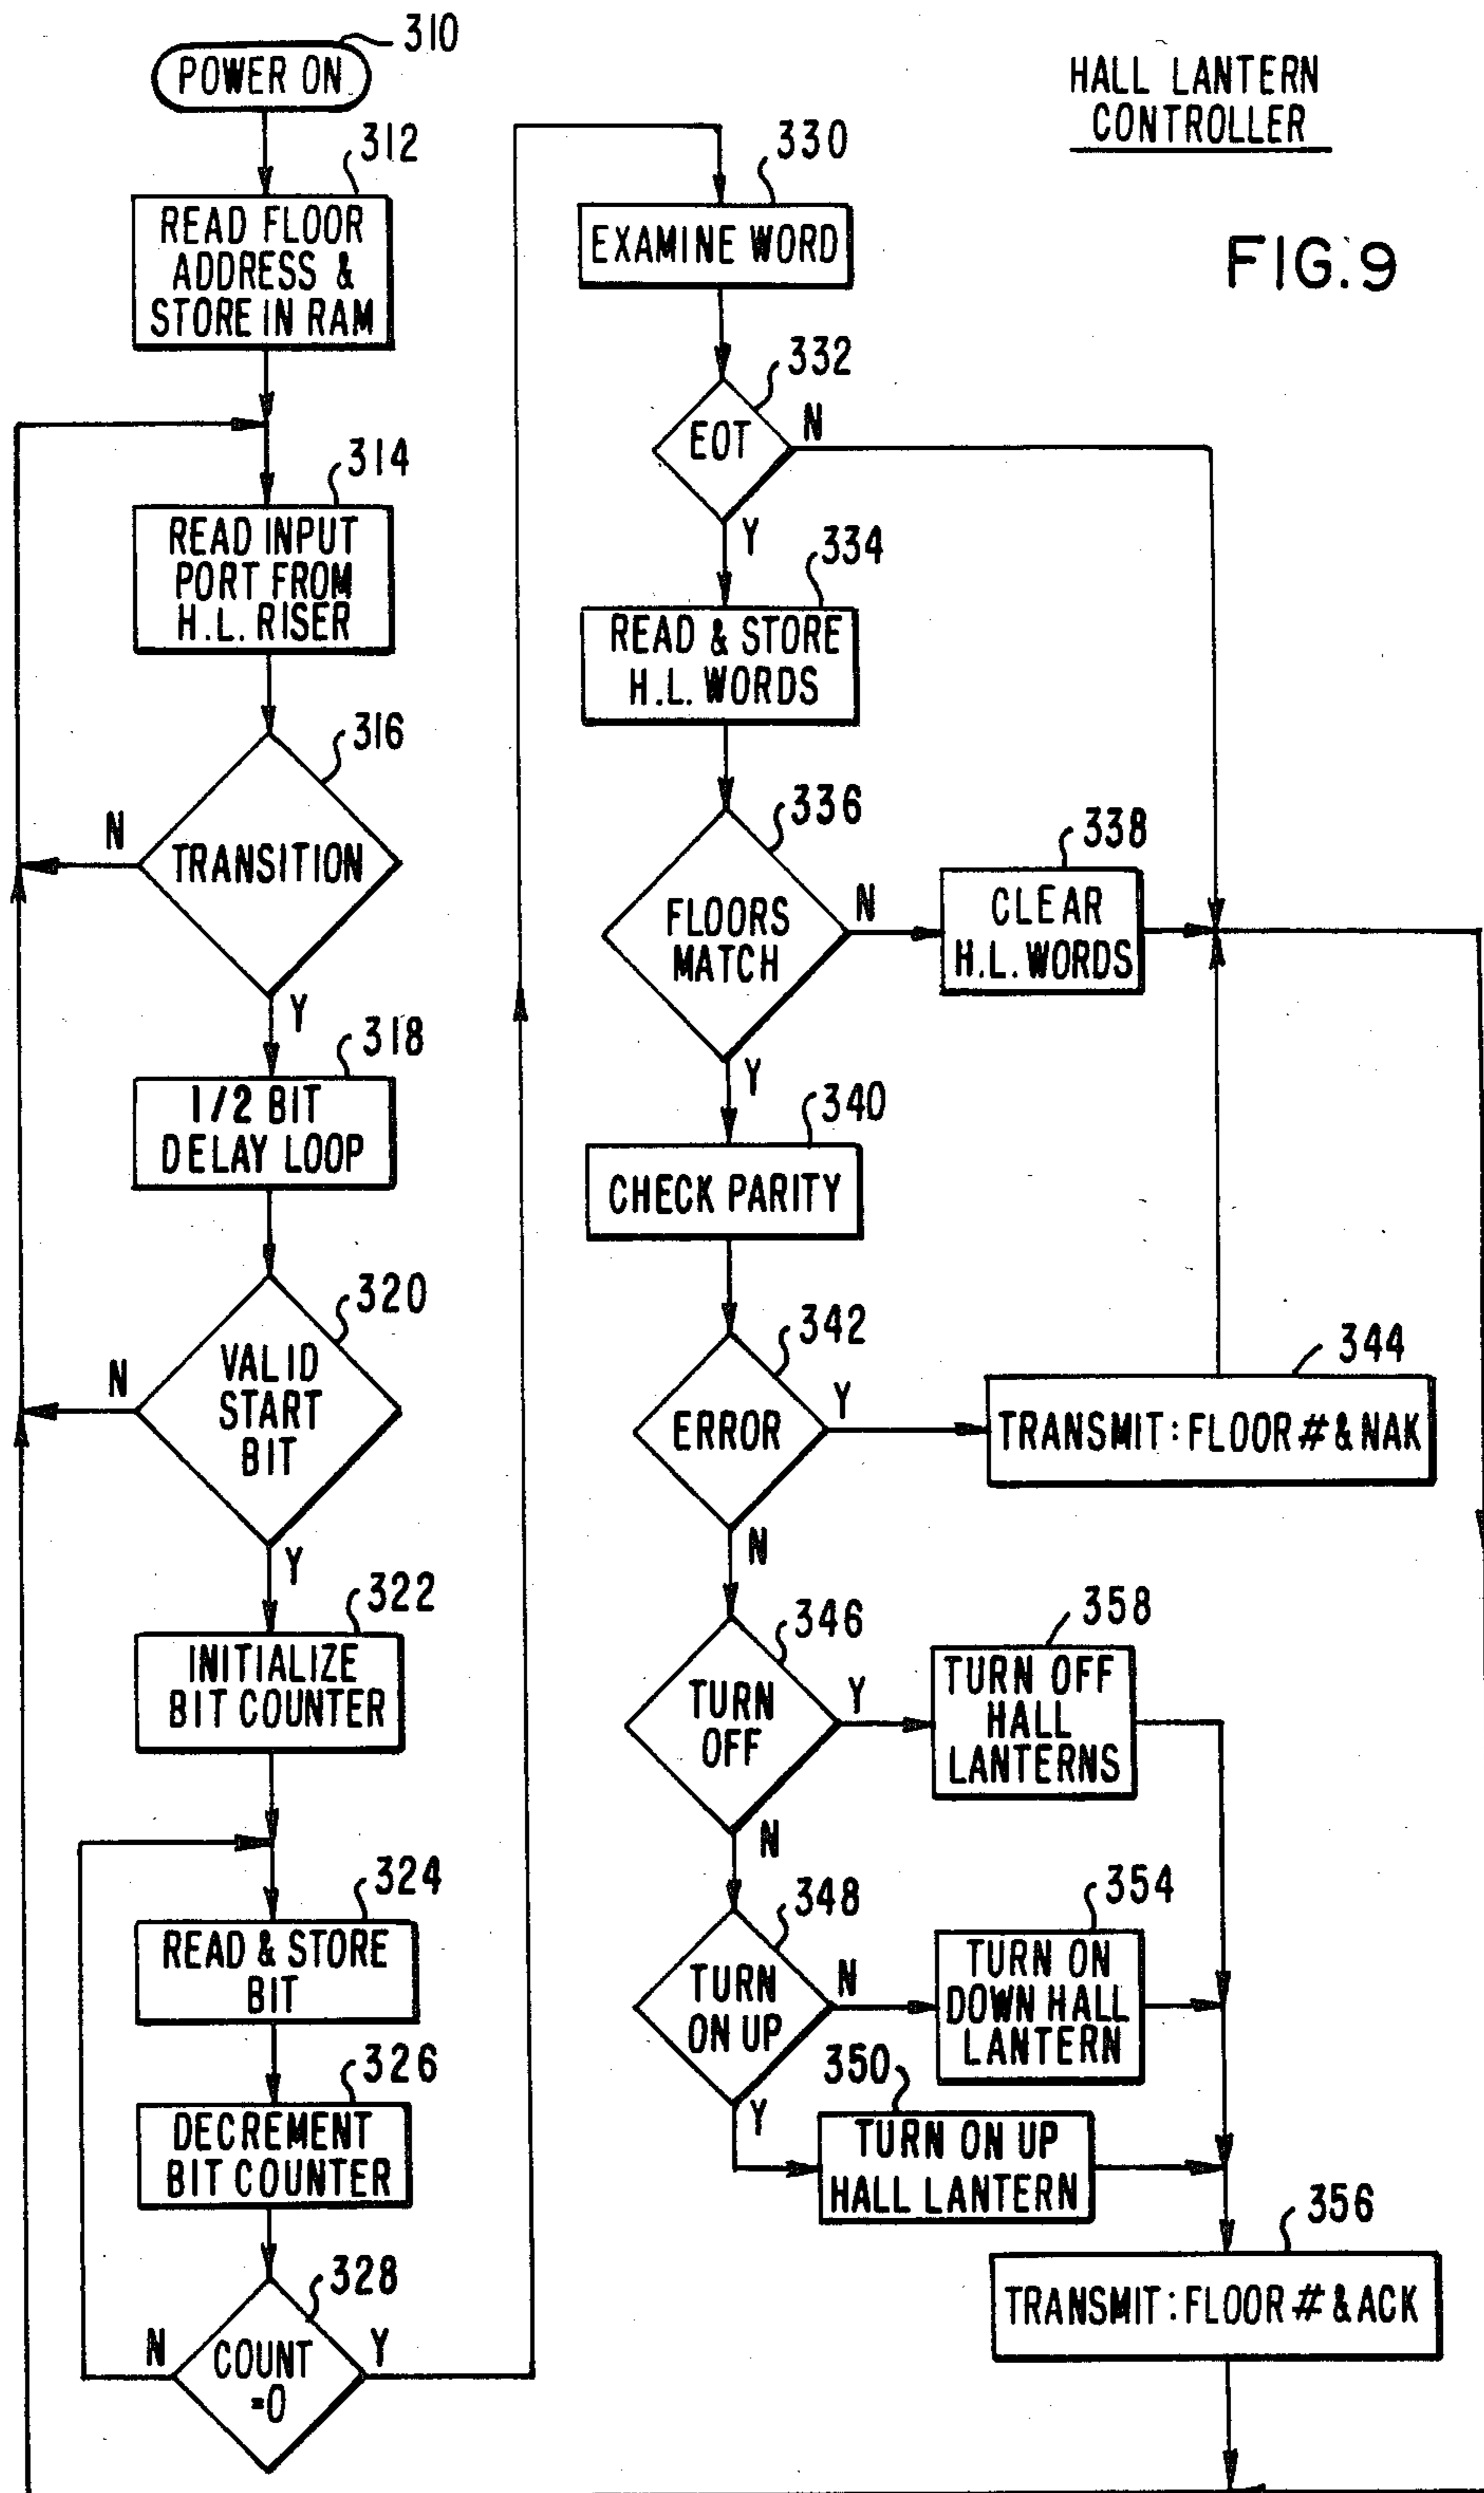 310
POWER ON
312
READ FLOOR
ADDRESS &
STORE IN RAM
314
READ INPUT
PORT FROM
H.L. RISER
316
TRANSITION
N
Y
318
1/2 BIT
DELAY LOOP
320
VALID
START
BIT
N
Y
322
INITIALIZE
BIT COUNTER
324
READ & STORE
BIT
326
DECREMENT
BIT COUNTER
328
COUNT
=0
N
Y
HALL LANTERN
CONTROLLER
FIG. 9
330
EXAMINE WORD
332
EOT
N
Y
334
READ & STORE
H.L. WORDS
336
FLOORS
MATCH
N
Y
338
CLEAR
H.L. WORDS
340
CHECK PARITY
342
ERROR
Y
N
344
TRANSMIT: FLOOR # & NAK
346
TURN
OFF
Y
N
358
TURN OFF
HALL
LANTERNS
348
TURN
ON UP
N
Y
354
TURN ON
DOWN HALL
LANTERN
350
TURN ON UP
HALL LANTERN
356
TRANSMIT: FLOOR # & ACK